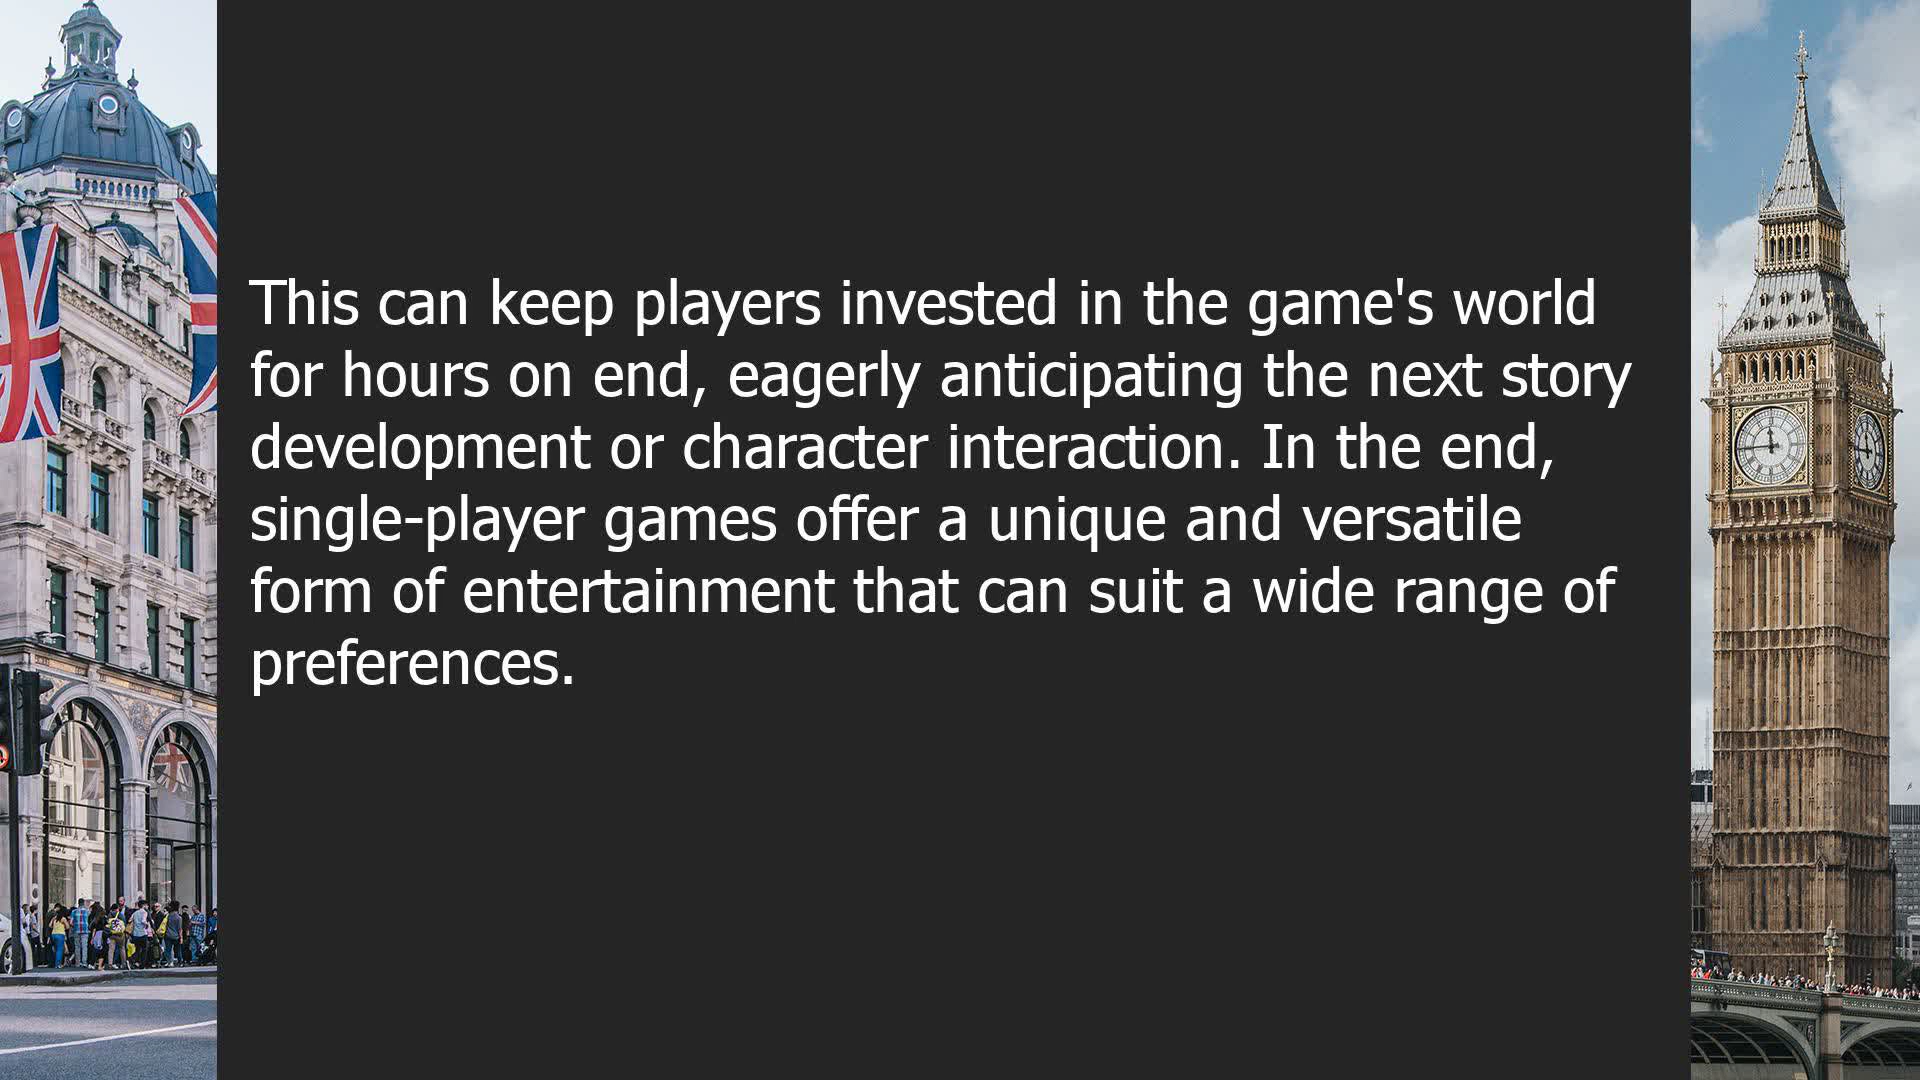 This can keep players invested in the game's world
for hours on end, eagerly anticipating the next story
development or character interaction. In the end,
single-player games offer a unique and versatile
form of entertainment that can suit a wide range of
preferences.